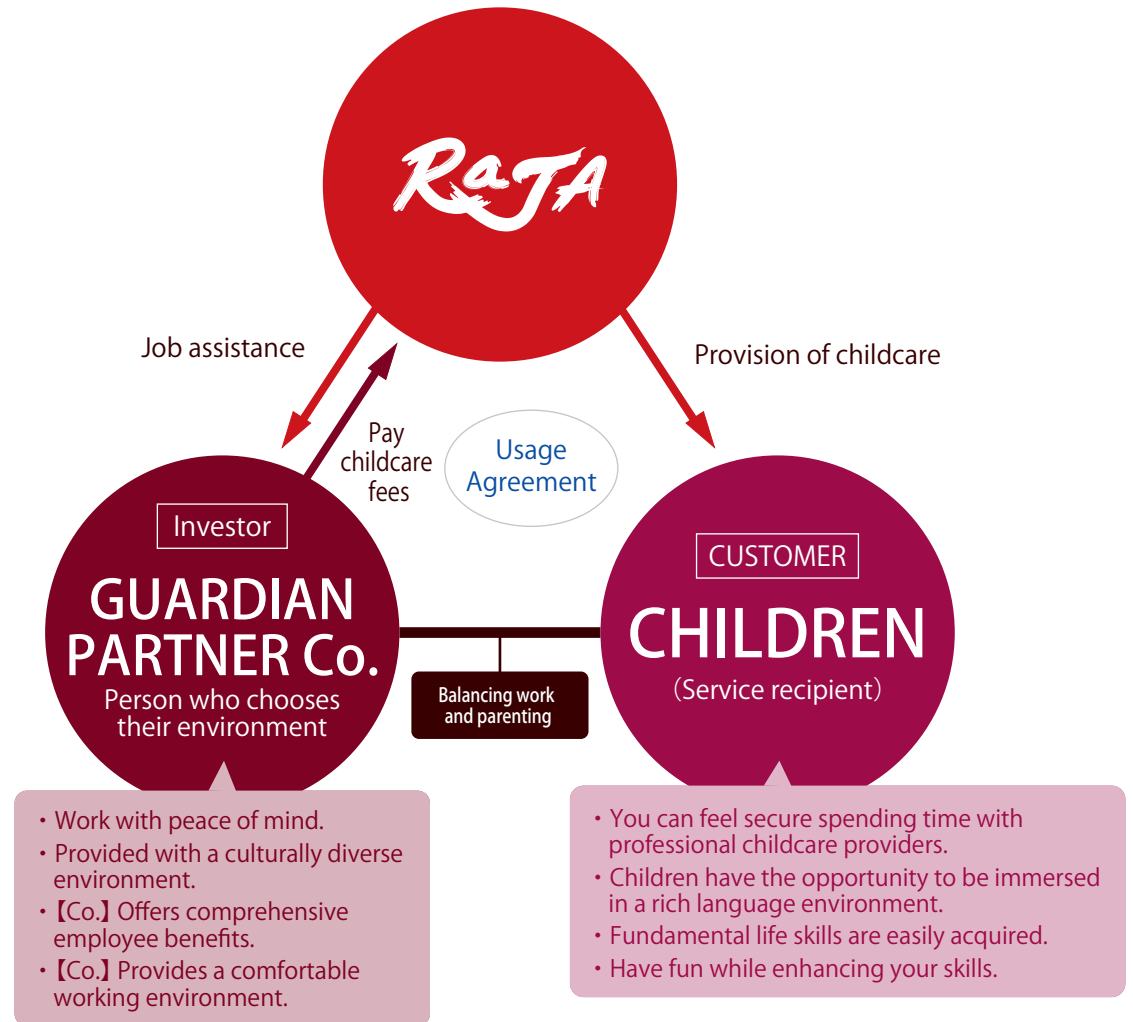 RaJA
Job assistance
Provision of childcare
Pay
childcare
fees
Usage
Agreement
Investor
GUARDIAN
PARTNER Co.
Person who chooses
their environment
CUSTOMER
CHILDREN
(Service recipient)
Balancing work
and parenting
・Work with peace of mind.
・Provided with a culturally diverse
environment.
・【Co.】Offers comprehensive
employee benefits.
・【Co.】Provides a comfortable
working environment.
・You can feel secure spending time with
professional childcare providers.
・Children have the opportunity to be immersed
in a rich language environment.
・Fundamental life skills are easily acquired.
・Have fun while enhancing your skills.